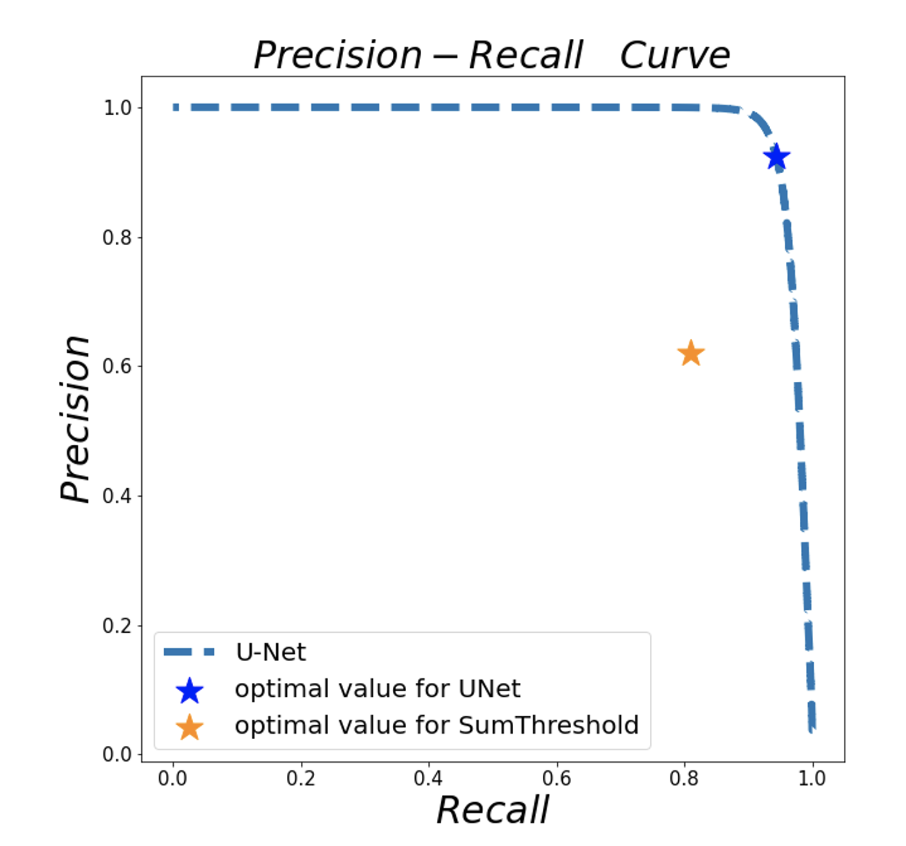 Precision – Recall Curve
Precision
1.0
0.8
0.6
0.4
0.2
0.0
U-Net
optimal value for UNet
optimal value for SumThreshold
0.0 0.2 0.4 0.6 0.8 1.0
Recall